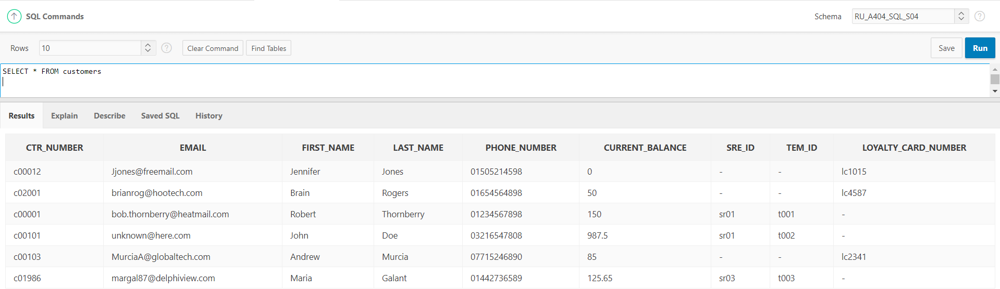 SQL Commands Schema RU_A404_SQL_S04 ?
Rows 10 ? Clear Command Find Tables Save Run
SELECT * FROM customers
Results Explain Describe Saved SQL History
CTR_NUMBER EMAIL FIRST_NAME LAST_NAME PHONE_NUMBER CURRENT_BALANCE SRE_ID TEM_ID LOYALTY_CARD_NUMBER
c00012 Jjones@freemail.com Jennifer Jones 01505214598 0 - - lc1015
c02001 brianrog@hootech.com Brain Rogers 01654564898 50 - - lc4587
c00001 bob.thornberry@heatmail.com Robert Thornberry 01234567898 150 sr01 t001 -
c00101 unknown@here.com John Doe 03216547808 987.5 sr01 t002 -
c00103 MurciaA@globaltech.com Andrew Murcia 07715246890 85 - - lc2341
c01986 margal87@delphiview.com Maria Galant 01442736589 125.65 sr03 t003 -